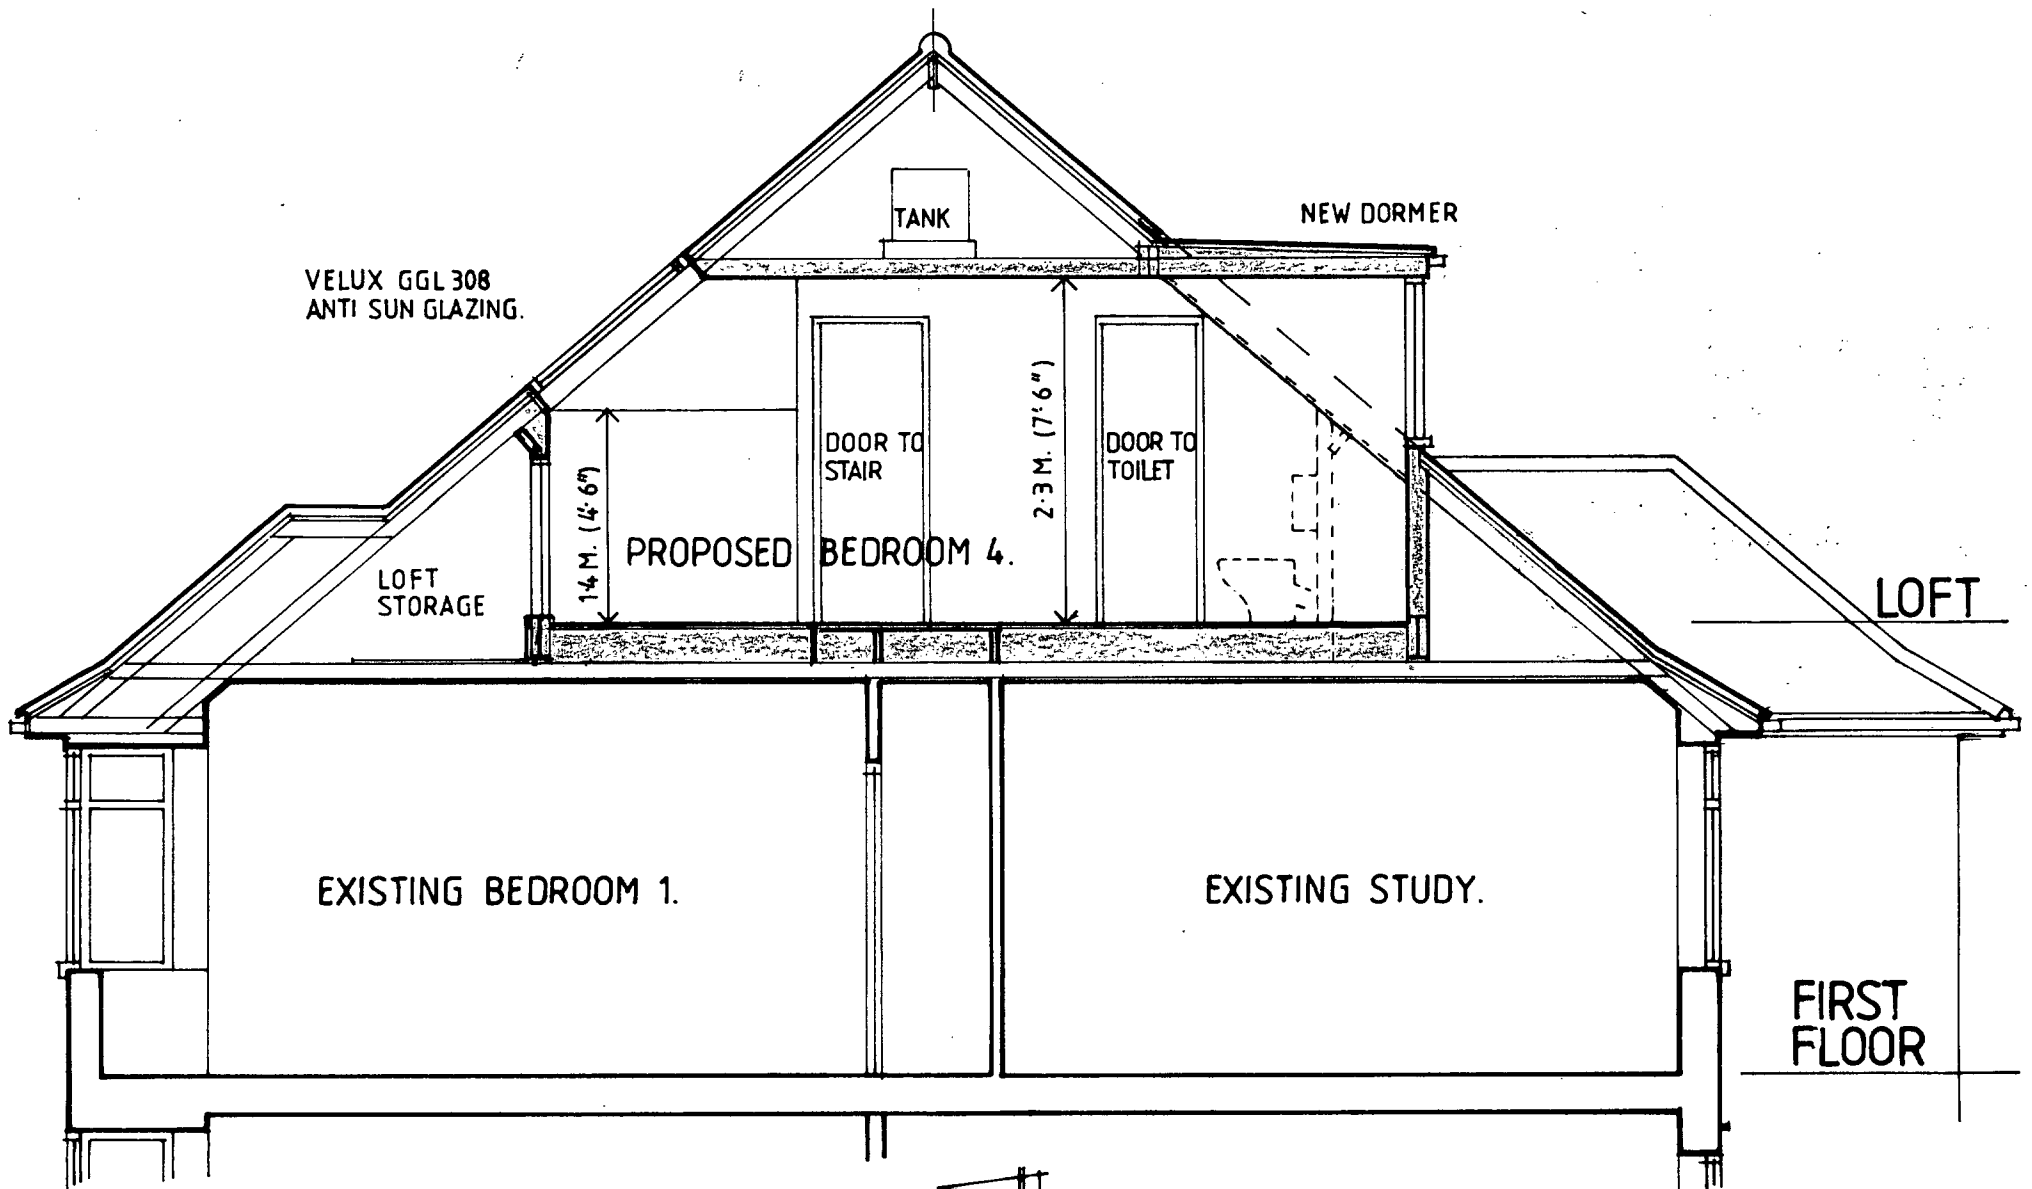 TANK
NEW DORMER
VELUX GGL 308
ANTI SUN GLAZING.
DOOR TO
STAIR
DOOR TO
TOILET
1·4 M. (4'·6")
2·3 M. (7'·6")
PROPOSED BEDROOM 4.
LOFT
STORAGE
LOFT
EXISTING BEDROOM 1.
EXISTING STUDY.
FIRST
FLOOR